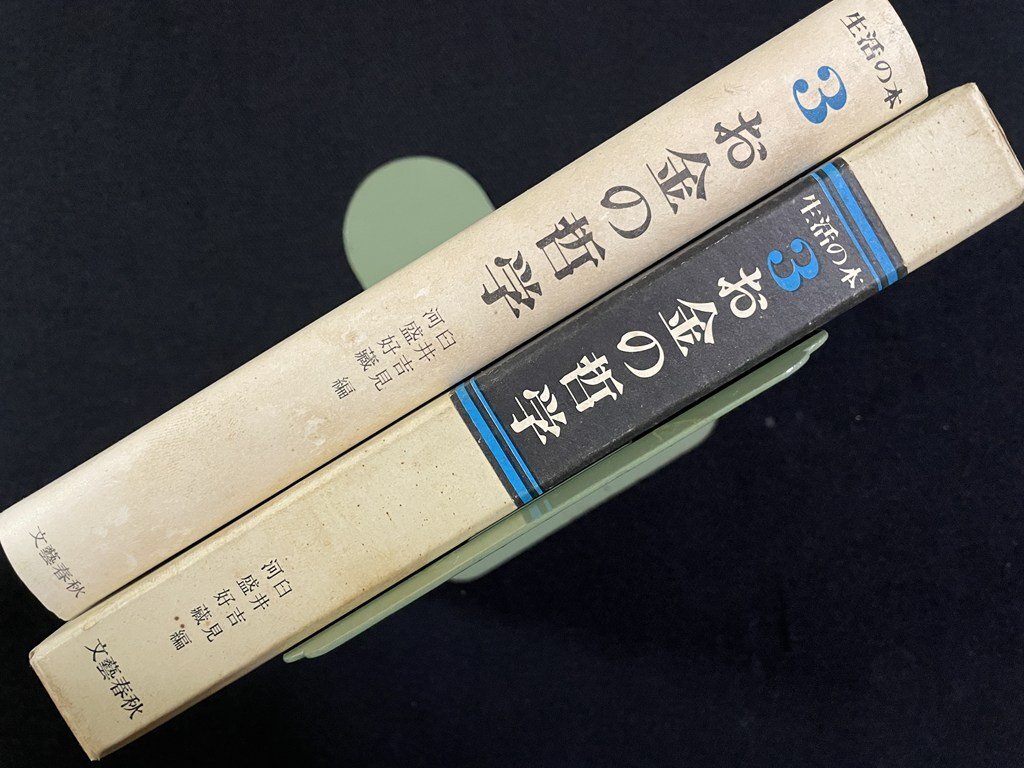 生活の本
3
お金の哲学
臼井吉見
河盛好藏
編
文藝春秋
生活の本
3
お金の哲学
臼井吉見
河盛好藏
編
文藝春秋